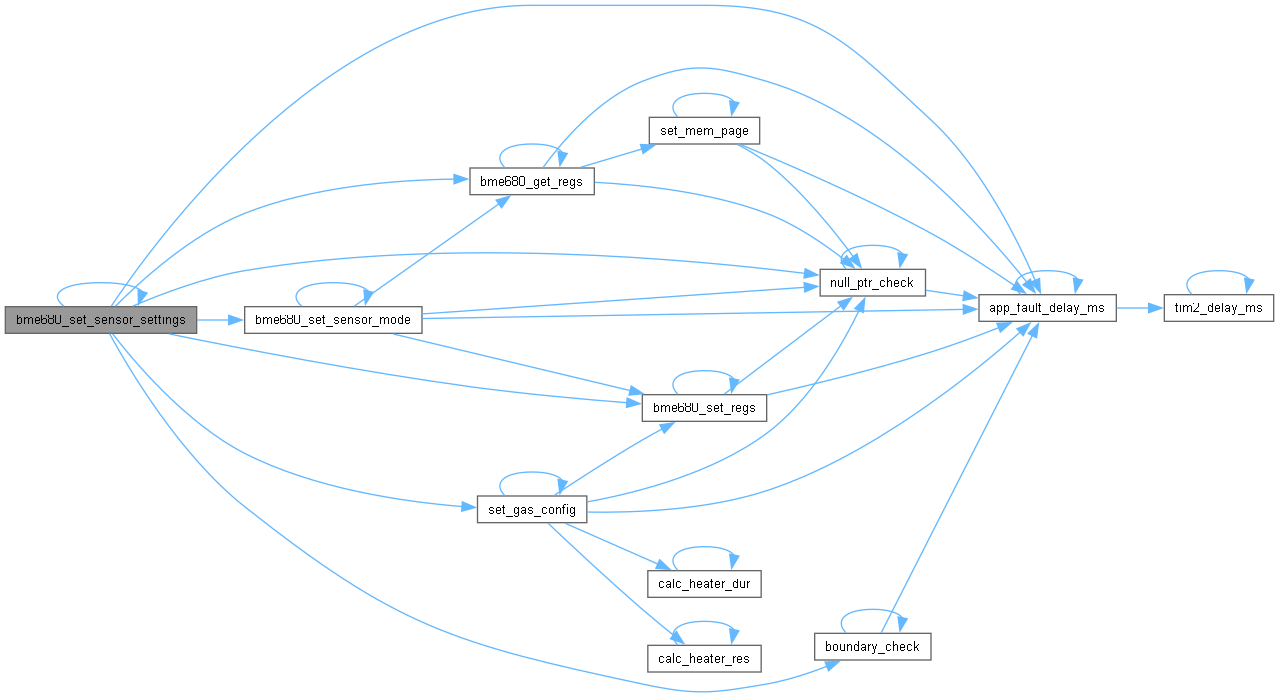 set_mem_page
bme680_get_regs
null_ptr_check
bme680_set_sensor_settings
bme680_set_sensor_mode
app_fault_delay_ms
tim2_delay_ms
bme680_set_regs
set_gas_config
calc_heater_dur
boundary_check
calc_heater_res